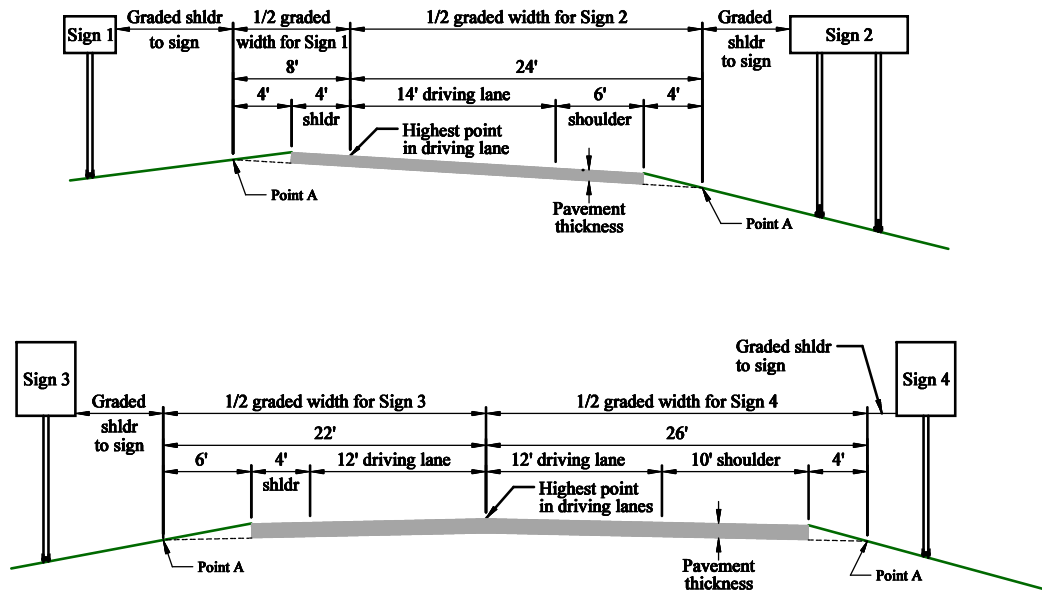 Graded shldr
to sign
1/2 graded
width for Sign 1
1/2 graded width for Sign 2
Graded
shldr
to sign
Sign 1
Sign 2
8'
24'
4'
4'
shldr
14' driving lane
6'
shoulder
4'
Highest point
in driving lane
Point A
Pavement
thickness
Point A
Graded shldr
to sign
Sign 3
Sign 4
Graded
shldr
to sign
1/2 graded width for Sign 3
1/2 graded width for Sign 4
22'
26'
6'
4'
shldr
12' driving lane
12' driving lane
10' shoulder
4'
Highest point
in driving lanes
Point A
Pavement
thickness
Point A